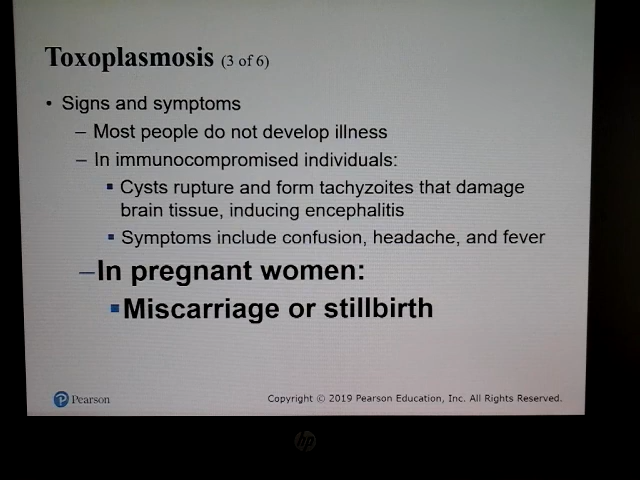 Toxoplasmosis (3 of 6)
• Signs and symptoms
– Most people do not develop illness
– In immunocompromised individuals:
▪ Cysts rupture and form tachyzoites that damage
brain tissue, inducing encephalitis
▪ Symptoms include confusion, headache, and fever
–In pregnant women:
▪Miscarriage or stillbirth
P Pearson
Copyright © 2019 Pearson Education, Inc. All Rights Reserved.
hp